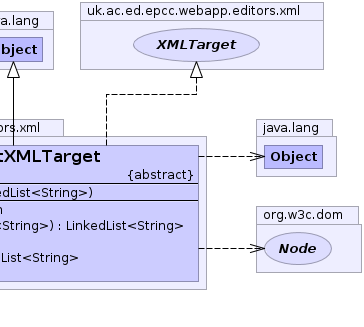 a.lang
uk.ac.ed.epcc.webapp.editors.xml
Object
XMLTarget
ors.xml
java.lang
tXMLTarget
Object
{abstract}
edList<String>)
n
<String>) : LinkedList<String>
org.w3c.dom
Node
List<String>